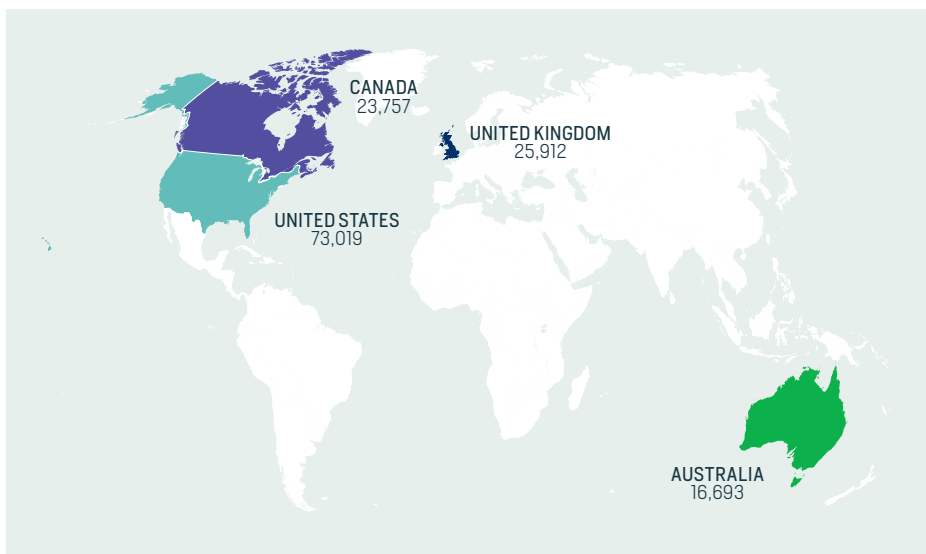 CANADA
23,757
UNITED KINGDOM
25,912
UNITED STATES
73,019
AUSTRALIA
16,693